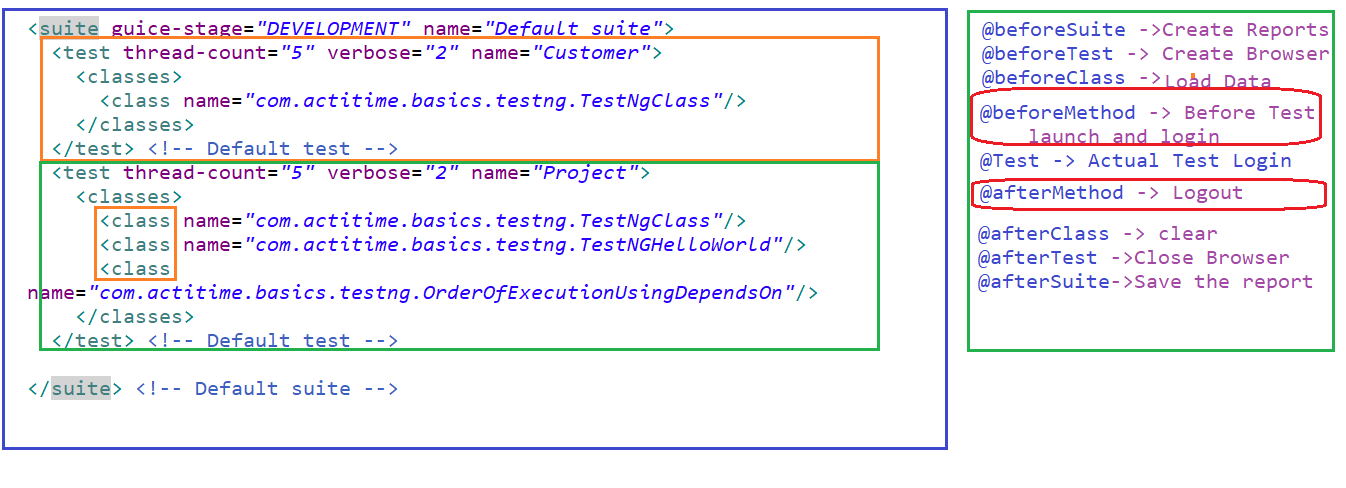 <suite guice-stage="DEVELOPMENT" name="Default suite">
<test thread-count="5" verbose="2" name="Customer">
<classes>
<class name="com.actitime.basics.testng.TestNgClass"/>
</classes>
</test> <!-- Default test -->
<test thread-count="5" verbose="2" name="Project">
<classes>
<class name="com.actitime.basics.testng.TestNgClass"/>
<class name="com.actitime.basics.testng.TestNGHelloWorld"/>
<class
name="com.actitime.basics.testng.OrderOfExecutionUsingDependsOn"/>
</classes>
</test> <!-- Default test -->
</suite> <!-- Default suite -->
@beforeSuite ->Create Reports
@beforeTest -> Create Browser
@beforeClass ->Load Data
@beforeMethod -> Before Test
launch and login
@Test -> Actual Test Login
@afterMethod -> Logout
@afterClass -> clear
@afterTest ->Close Browser
@afterSuite->Save the report